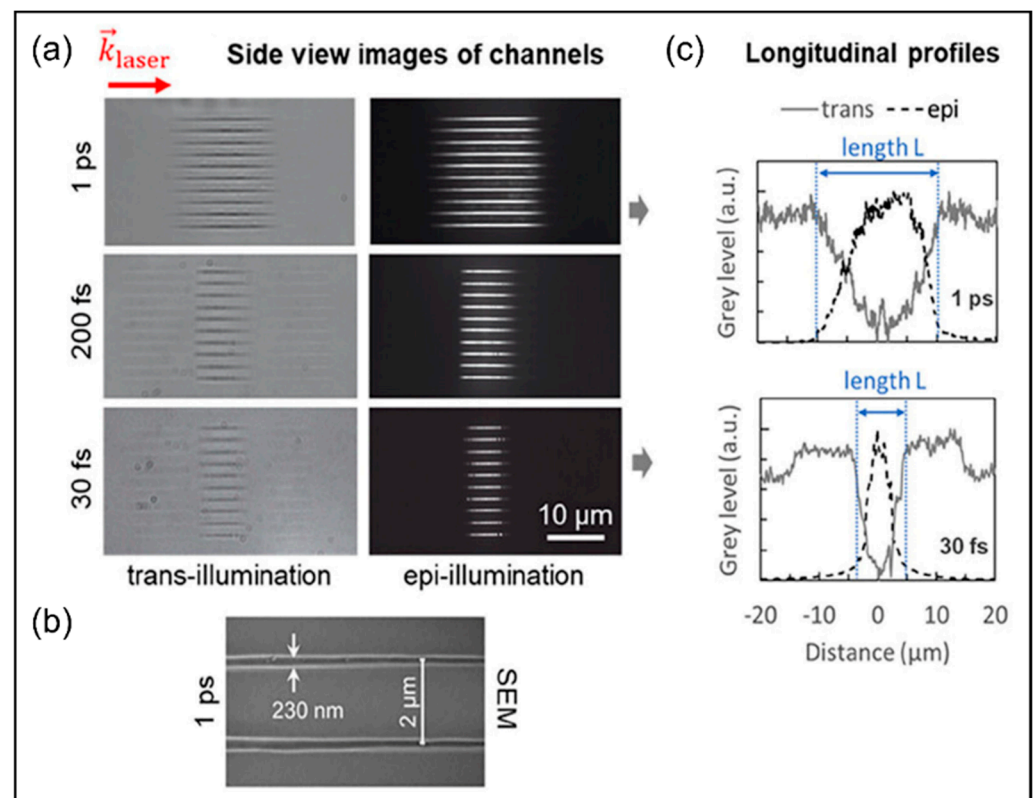 (a)
k⃗laser
Side view images of channels
1 ps
200 fs
30 fs
10 µm
trans-illumination
epi-illumination
(b)
1 ps
230 nm
2 µm
SEM
(c)
Longitudinal profiles
trans
epi
length L
Grey level (a.u.)
1 ps
length L
Grey level (a.u.)
30 fs
-20 -10 0 10 20
Distance (µm)